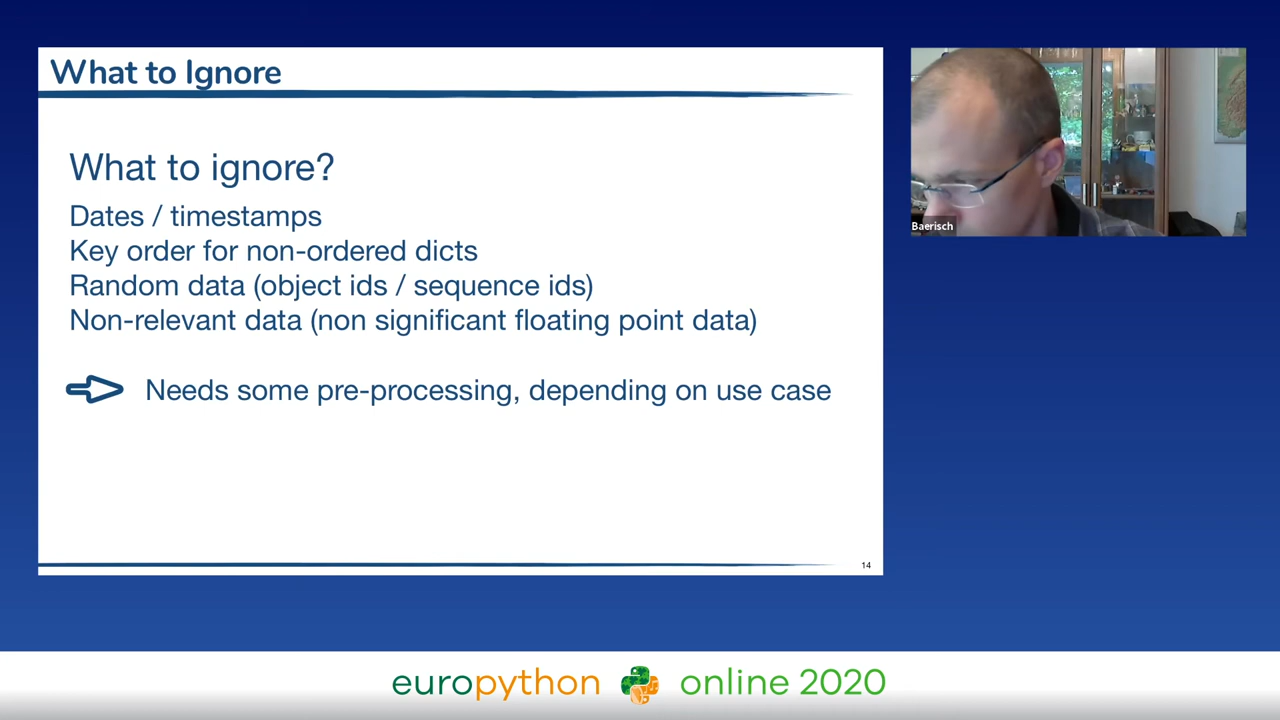 What to Ignore
What to ignore?
Dates / timestamps
Key order for non-ordered dicts
Random data (object ids / sequence ids)
Non-relevant data (non significant floating point data)
Needs some pre-processing, depending on use case
14
Baerisch
europython online 2020